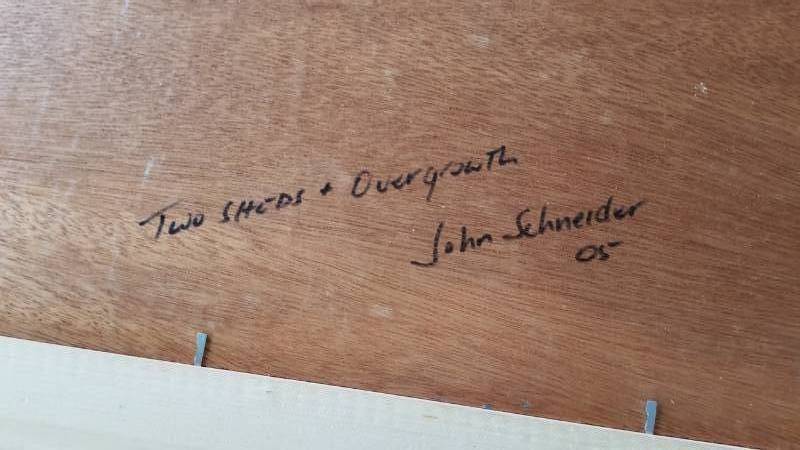 Two SHEDS + Overgrowth
John Schneider
05